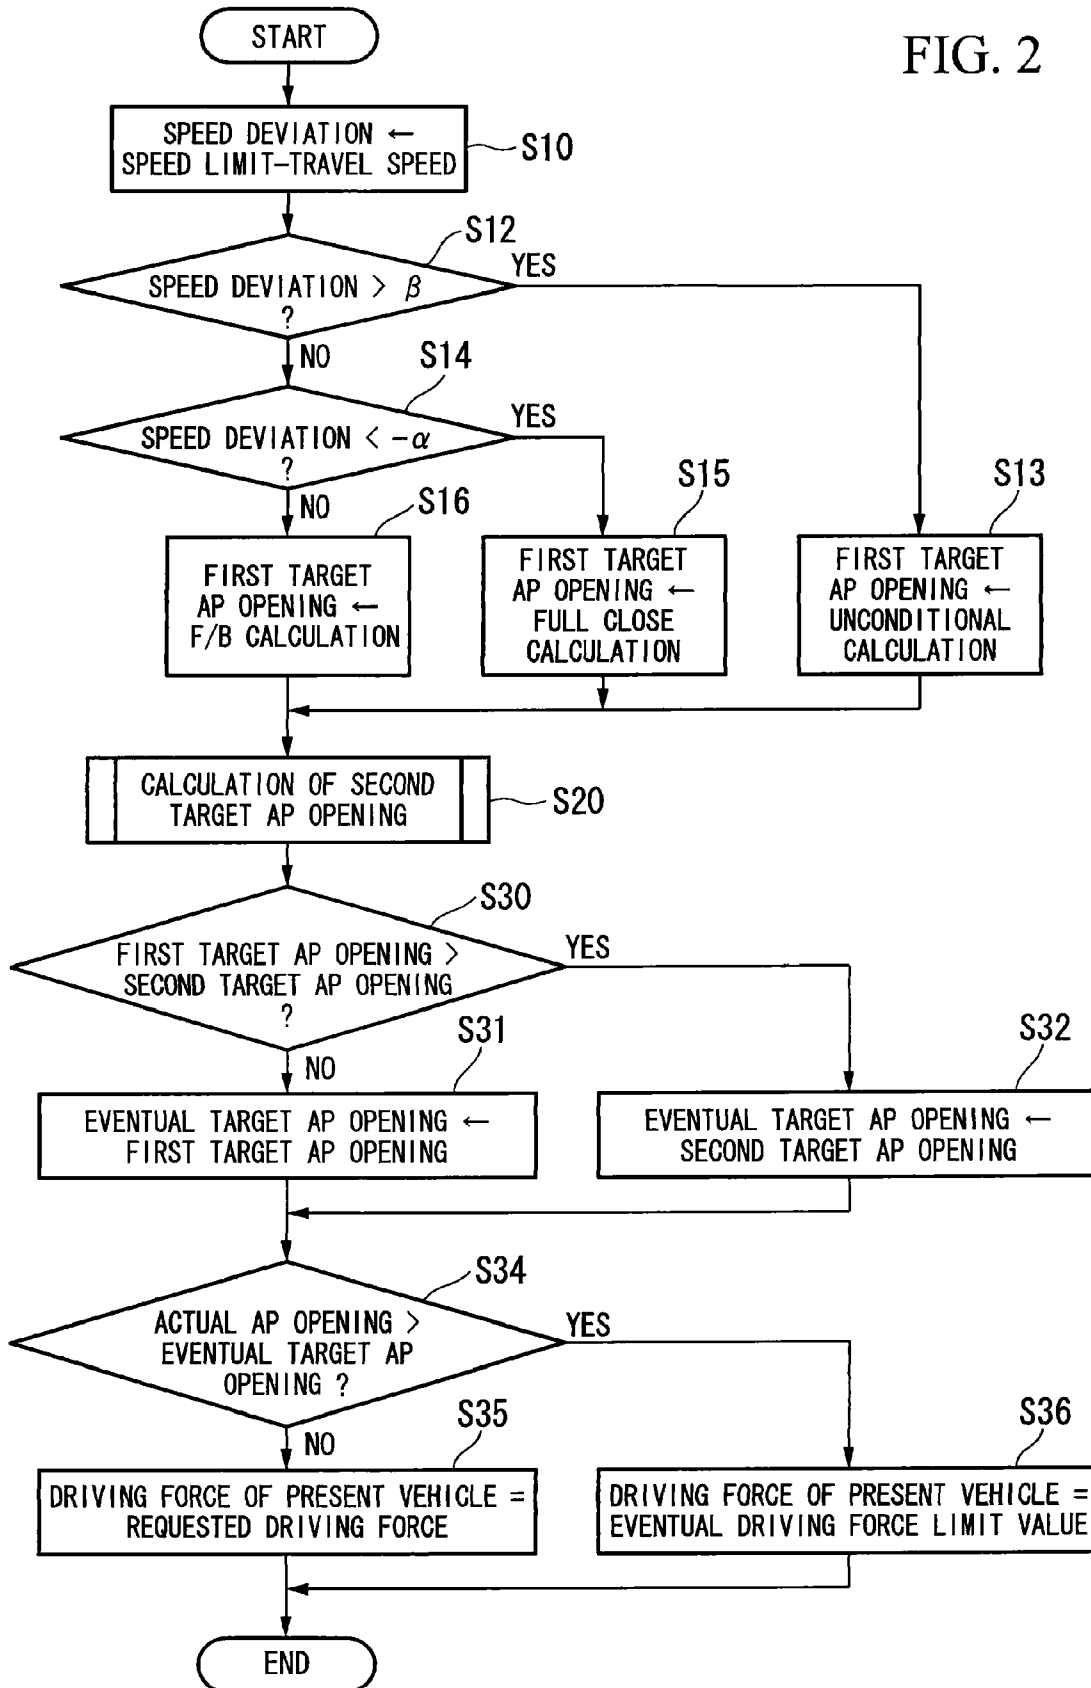 START
FIG. 2
SPEED DEVIATION ←
SPEED LIMIT-TRAVEL SPEED
S10
S12
SPEED DEVIATION > β
?
YES
NO
S14
SPEED DEVIATION < -α
?
YES
NO
S16
S15
S13
FIRST TARGET
AP OPENING ←
F/B CALCULATION
FIRST TARGET
AP OPENING ←
FULL CLOSE
CALCULATION
FIRST TARGET
AP OPENING ←
UNCONDITIONAL
CALCULATION
CALCULATION OF SECOND
TARGET AP OPENING
S20
S30
FIRST TARGET AP OPENING >
SECOND TARGET AP OPENING
?
YES
NO
S31
S32
EVENTUAL TARGET AP OPENING ←
FIRST TARGET AP OPENING
EVENTUAL TARGET AP OPENING ←
SECOND TARGET AP OPENING
S34
ACTUAL AP OPENING >
EVENTUAL TARGET AP
OPENING ?
YES
NO
S35
S36
DRIVING FORCE OF PRESENT VEHICLE =
REQUESTED DRIVING FORCE
DRIVING FORCE OF PRESENT VEHICLE =
EVENTUAL DRIVING FORCE LIMIT VALUE
END